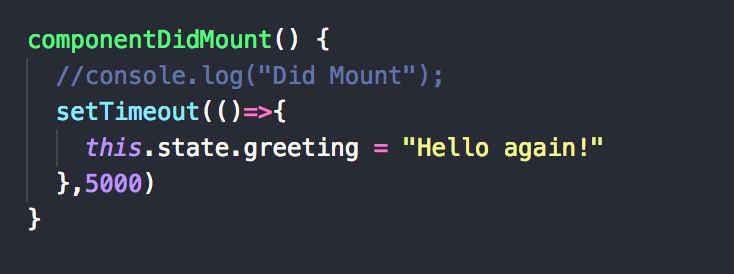 componentDidMount() {
//console.log("Did Mount");
setTimeout(()=>{
this.state.greeting = "Hello again!"
},5000)
}